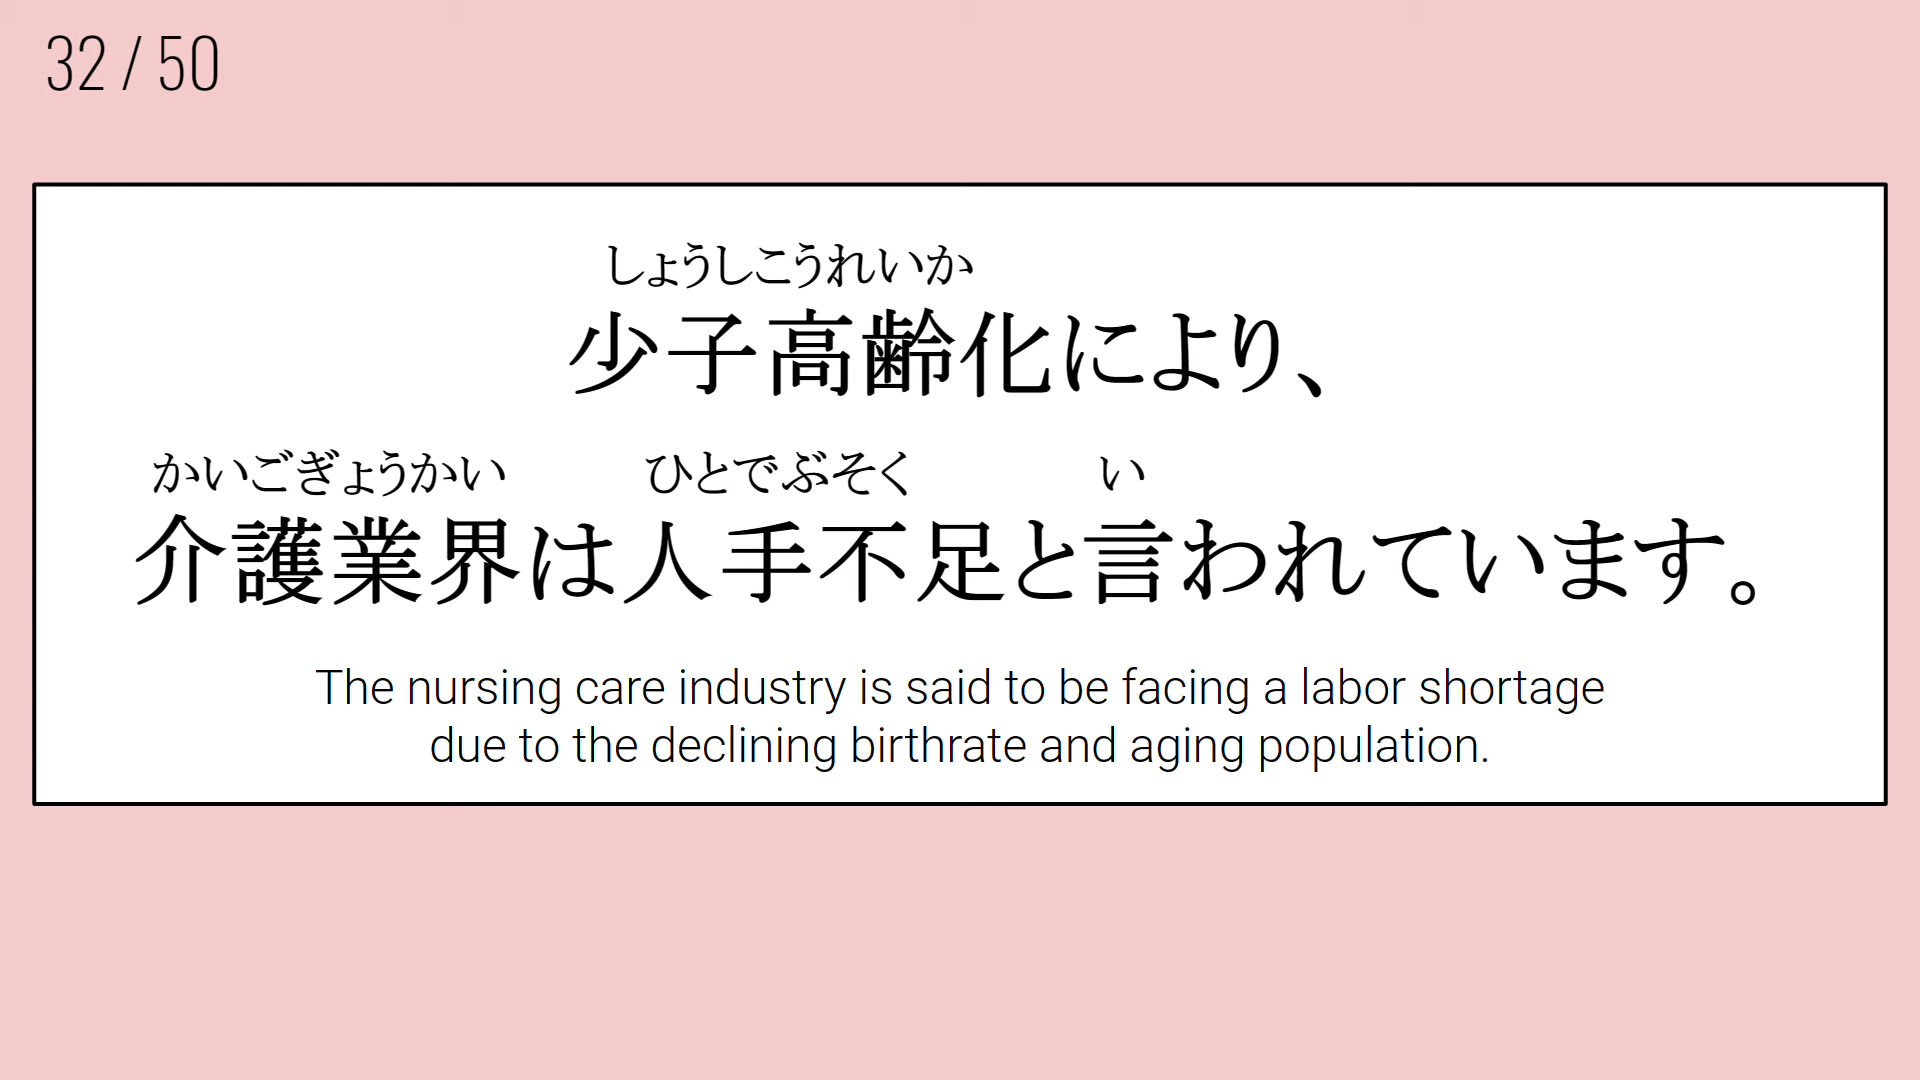 32 / 50
しょうしこうれいか
少子高齢化により、
かいごぎょうかい ひとでぶそく い
介護業界は人手不足と言われています。
The nursing care industry is said to be facing a labor shortage
due to the declining birthrate and aging population.